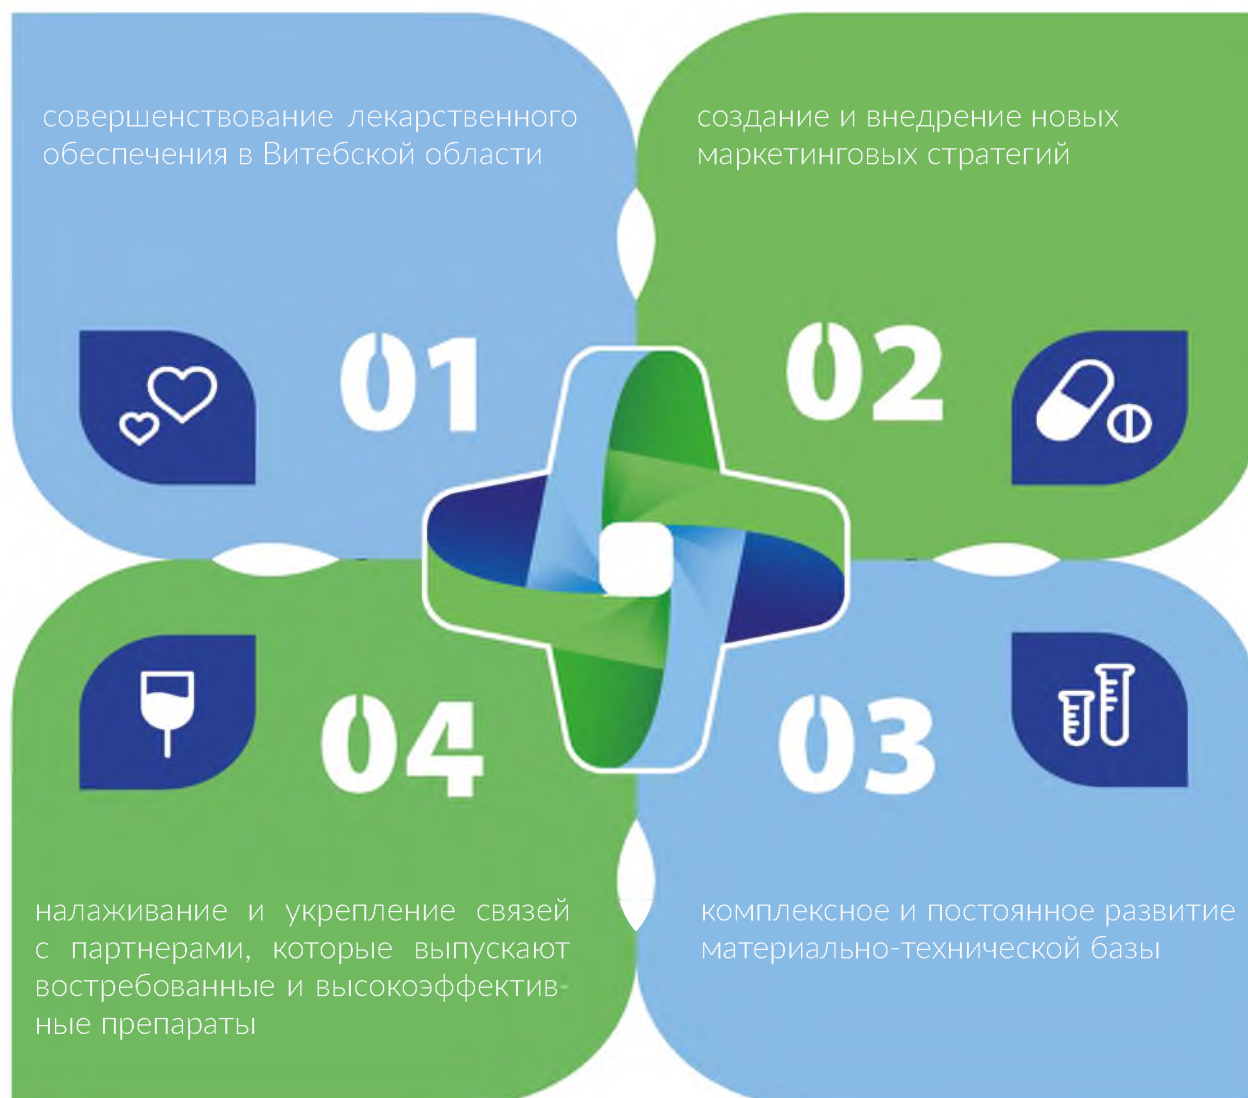 совершенствование лекарственного
обеспечения в Витебской области
01
создание и внедрение новых
маркетинговых стратегий
02
03
комплексное и постоянное развитие
материально-технической базы
04
налаживание и укрепление связей
с партнерами, которые выпускают
востребованные и высокоэффектив-
ные препараты